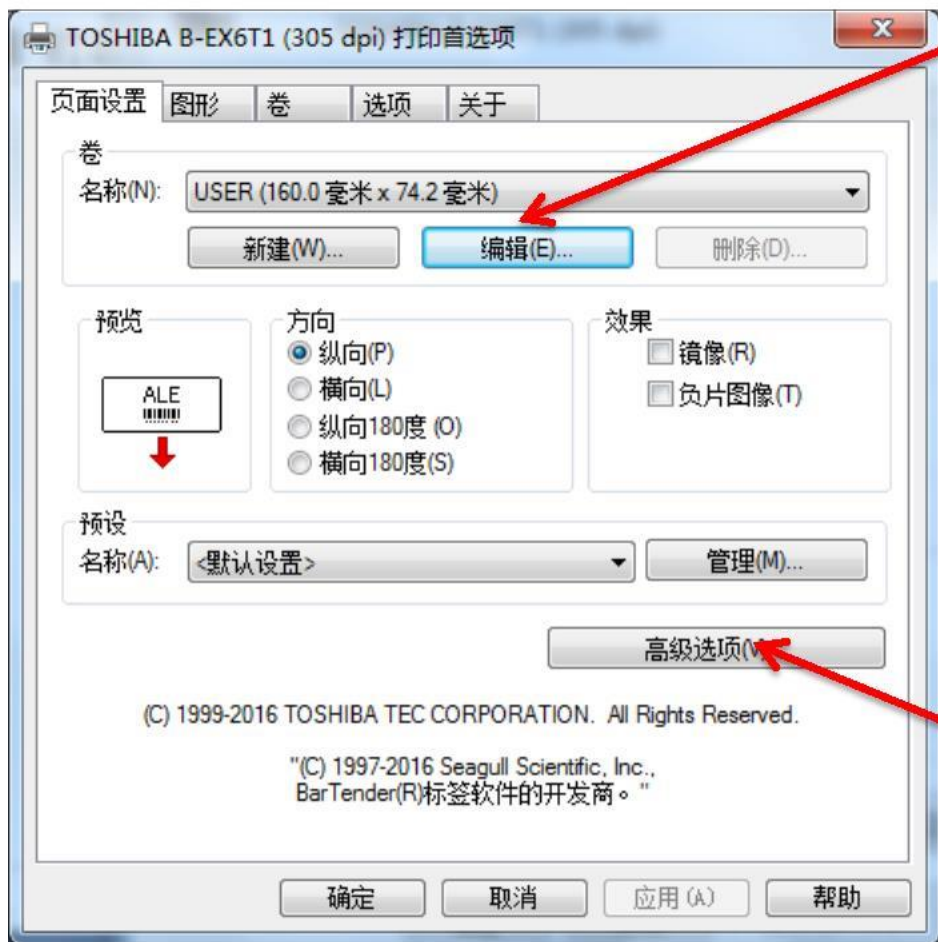 TOSHIBA B-EX6T1 (305 dpi) 打印首选项
页面设置 图形 卷 选项 关于
卷
名称(N): USER (160.0 毫米 x 74.2 毫米)
新建(W)... 编辑(E)... 删除(D)...
预览 方向 效果
纵向(P) 镜像(R)
ALE 横向(L) 负片图像(T)
纵向180度 (O)
横向180度(S)
预设
名称(A): <默认设置> 管理(M)...
高级选项
(C) 1999-2016 TOSHIBA TEC CORPORATION. All Rights Reserved.
"(C) 1997-2016 Seagull Scientific, Inc.,
BarTender(R)标签软件的开发商。"
确定 取消 应用 (A) 帮助